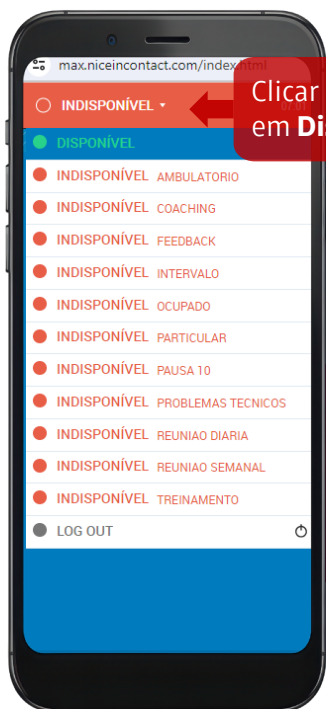 max.niceincontact.com/index.html
INDISPONÍVEL
Clicar
em
DISPONÍVEL
INDISPONÍVEL AMBULATORIO
INDISPONÍVEL COACHING
INDISPONÍVEL FEEDBACK
INDISPONÍVEL INTERVALO
INDISPONÍVEL OCUPADO
INDISPONÍVEL PARTICULAR
INDISPONÍVEL PAUSA 10
INDISPONÍVEL PROBLEMAS TECNICOS
INDISPONÍVEL REUNIAO DIARIA
INDISPONÍVEL REUNIAO SEMANAL
INDISPONÍVEL TREINAMENTO
LOG OUT